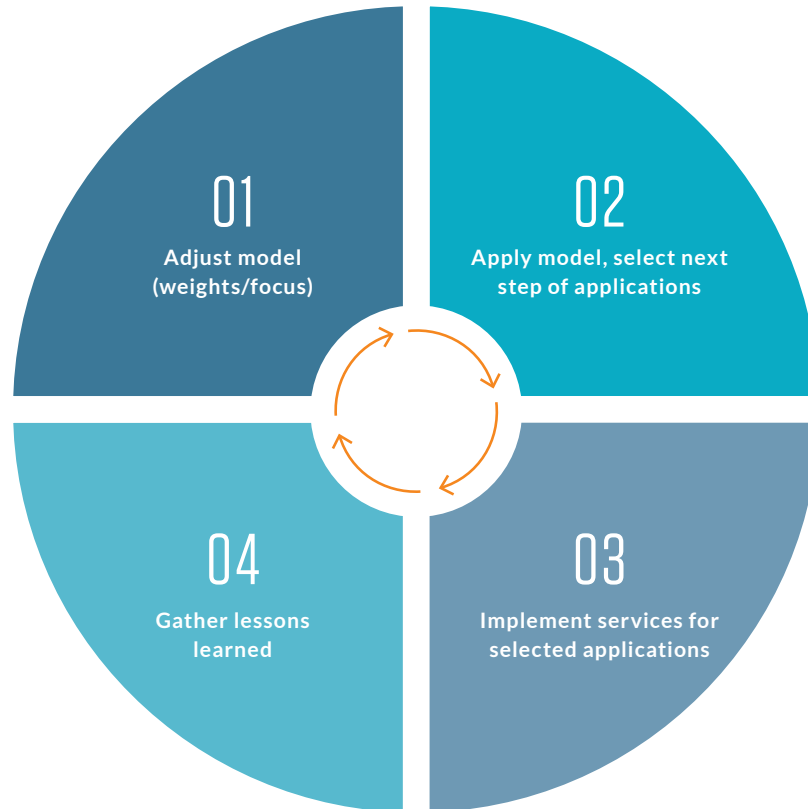 01
Adjust model
(weights/focus)
02
Apply model, select next
step of applications
03
Implement services for
selected applications
04
Gather lessons
learned